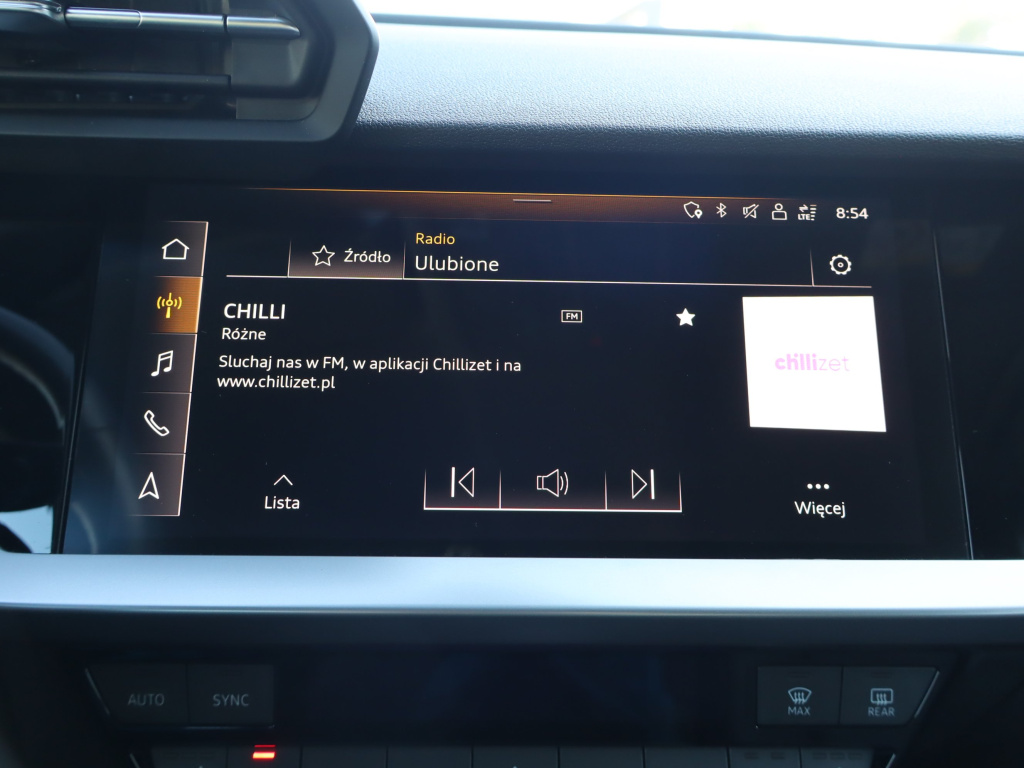 LTE 8:54
Źródło
Radio
Ulubione
CHILLI
FM
Różne
Sluchaj nas w FM, w aplikacji Chillizet i na
www.chillizet.pl
chillizet
Lista
Więcej
AUTO
SYNC
MAX
REAR